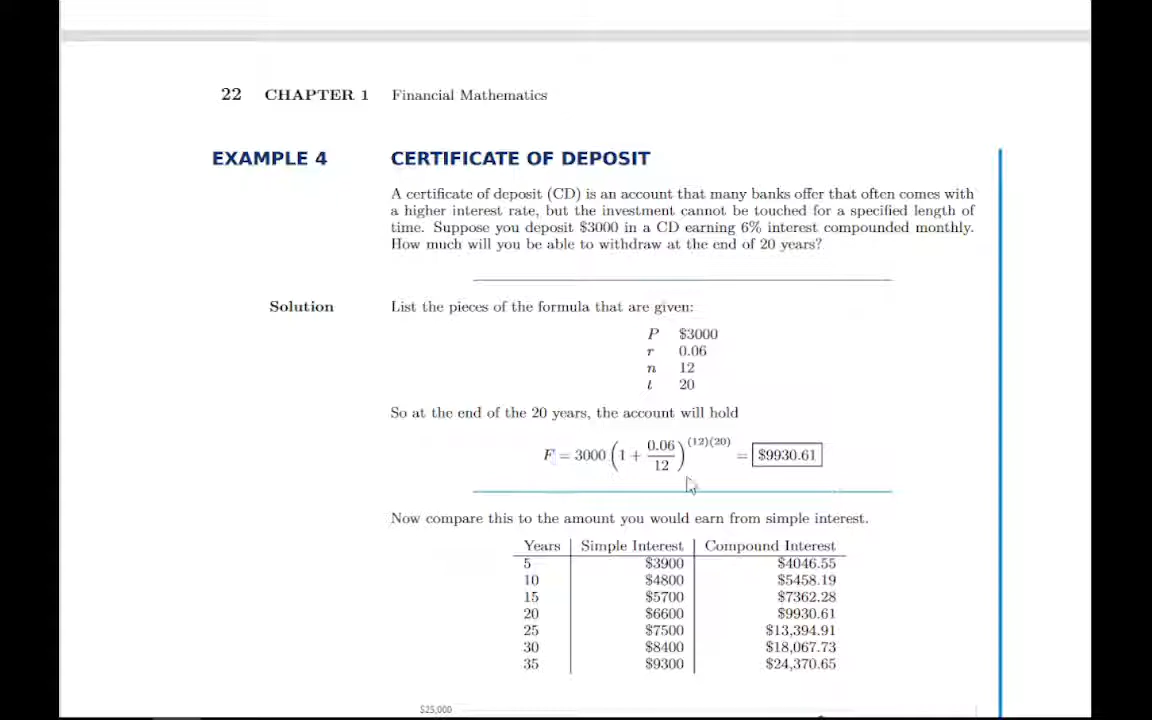 22 CHAPTER 1 Financial Mathematics
EXAMPLE 4 CERTIFICATE OF DEPOSIT
A certificate of deposit (CD) is an account that many banks offer that often comes with
a higher interest rate, but the investment cannot be touched for a specified length of
time. Suppose you deposit $3000 in a CD earning 6% interest compounded monthly.
How much will you be able to withdraw at the end of 20 years?
Solution List the pieces of the formula that are given:
P $3000
r 0.06
n 12
t 20
So at the end of the 20 years, the account will hold
F = 3000 (1 + 0.06/12)^(12)(20) = $9930.61
Now compare this to the amount you would earn from simple interest.
Years Simple Interest Compound Interest
5 $3900 $4046.55
10 $4800 $5458.19
15 $5700 $7362.28
20 $6600 $9930.61
25 $7500 $13,394.91
30 $8400 $18,067.73
35 $9300 $24,370.65
$25,000